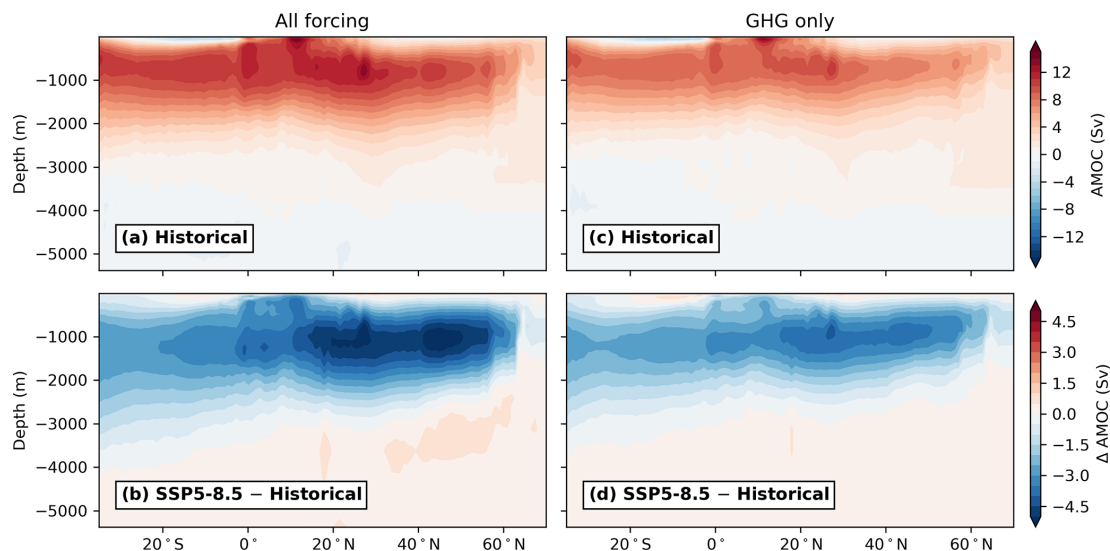 All forcing
GHG only
Depth (m)
−1000
−2000
−3000
−4000
−5000
(a) Historical
(c) Historical
12
8
4
0
−4
−8
−12
AMOC (Sv)
Depth (m)
−1000
−2000
−3000
−4000
−5000
(b) SSP5-8.5 − Historical
(d) SSP5-8.5 − Historical
4.5
3.0
1.5
0.0
−1.5
−3.0
−4.5
Δ AMOC (Sv)
20°S 0° 20°N 40°N 60°N
20°S 0° 20°N 40°N 60°N